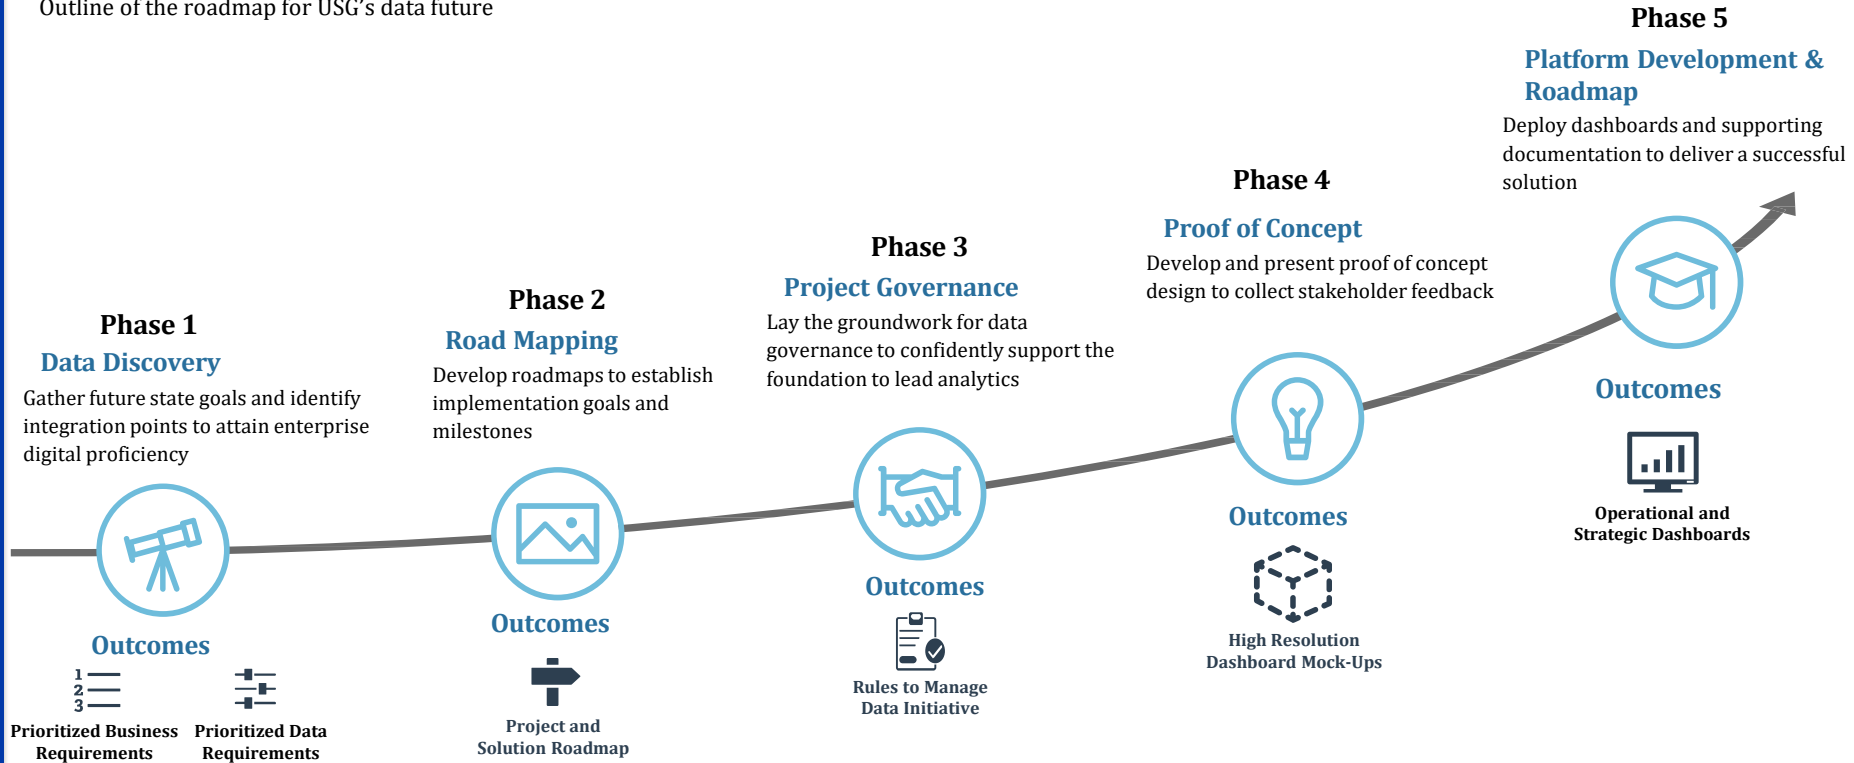 Outline of the roadmap for USG's data future
Phase 1
Data Discovery
Gather future state goals and identify
integration points to attain enterprise
digital proficiency
Outcomes
1
2
3
Prioritized Business
Requirements
Prioritized Data
Requirements
Phase 2
Road Mapping
Develop roadmaps to establish
implementation goals and
milestones
Outcomes
Project and
Solution Roadmap
Phase 3
Project Governance
Lay the groundwork for data
governance to confidently support the
foundation to lead analytics
Outcomes
Rules to Manage
Data Initiative
Phase 4
Proof of Concept
Develop and present proof of concept
design to collect stakeholder feedback
Outcomes
High Resolution
Dashboard Mock-Ups
Phase 5
Platform Development &
Roadmap
Deploy dashboards and supporting
documentation to deliver a successful
solution
Outcomes
Operational and
Strategic Dashboards